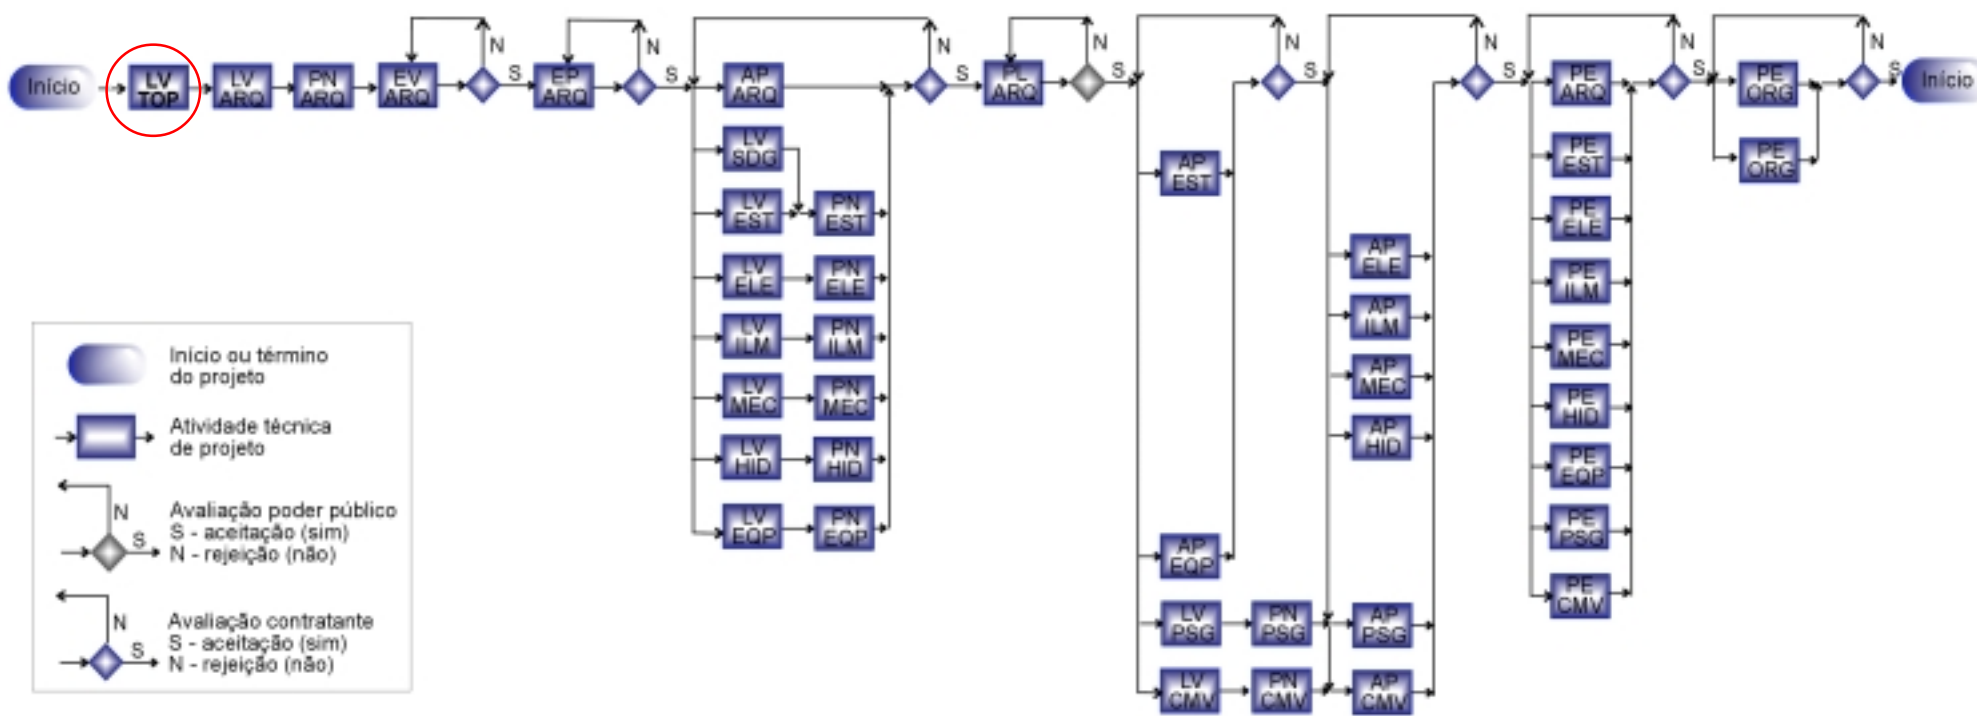 Início
LV
TOP
LV
ARQ
PN
ARQ
EV
ARQ
N
S
EP
ARQ
N
S
AP
ARQ
LV
SDG
LV
EST
PN
EST
LV
ELE
PN
ELE
LV
ILM
PN
ILM
LV
MEC
PN
MEC
LV
HID
PN
HID
LV
EQP
PN
EQP
N
S
PL
ARQ
N
S
AP
EST
AP
EQP
LV
PSG
PN
PSG
LV
CMV
PN
CMV
N
S
AP
ELE
AP
ILM
AP
MEC
AP
HID
AP
PSG
AP
CMV
N
S
PE
ARQ
PE
EST
PE
ELE
PE
ILM
PE
MEC
PE
HID
PE
EQP
PE
PSG
PE
CMV
N
S
PE
ORG
PE
ORG
N
S
Início
Início ou término
do projeto
Atividade técnica
de projeto
N
S
Avaliação poder público
S - aceitação (sim)
N - rejeição (não)
N
S
Avaliação contratante
S - aceitação (sim)
N - rejeição (não)